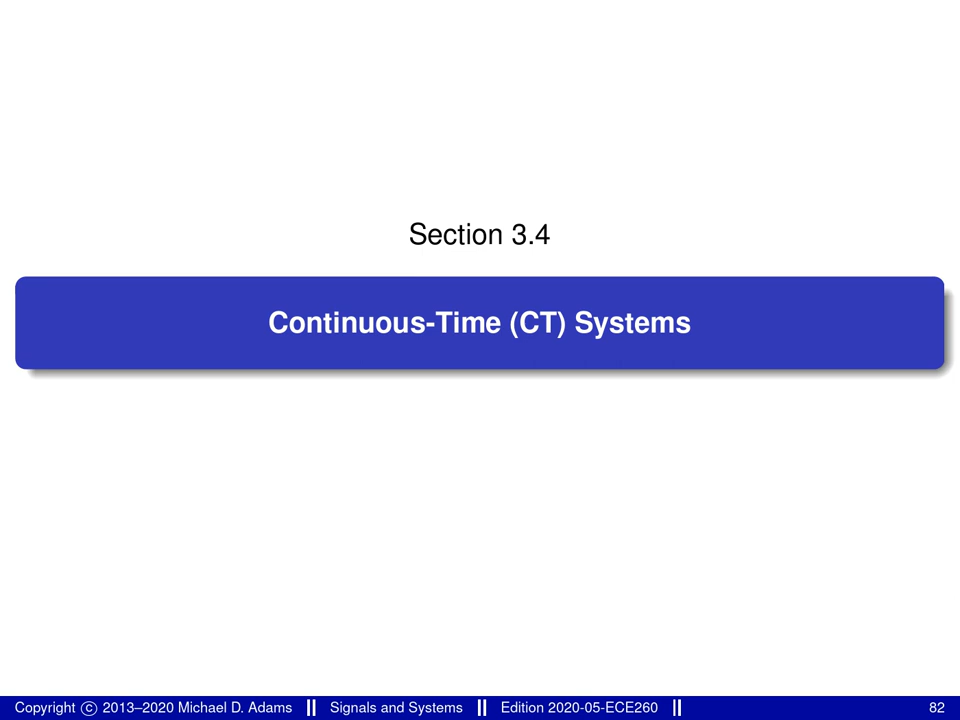 Section 3.4
Continuous-Time (CT) Systems
Copyright © 2013–2020 Michael D. Adams Signals and Systems Edition 2020-05-ECE260 82